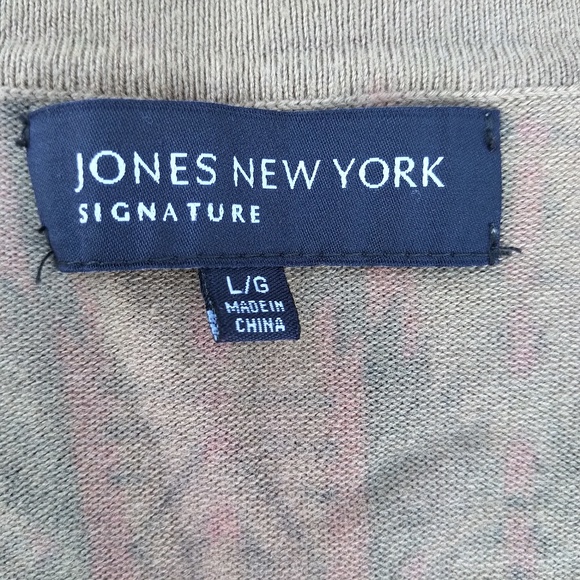 JONES NEW YORK
SIGNATURE
L/G
MADE IN
CHINA